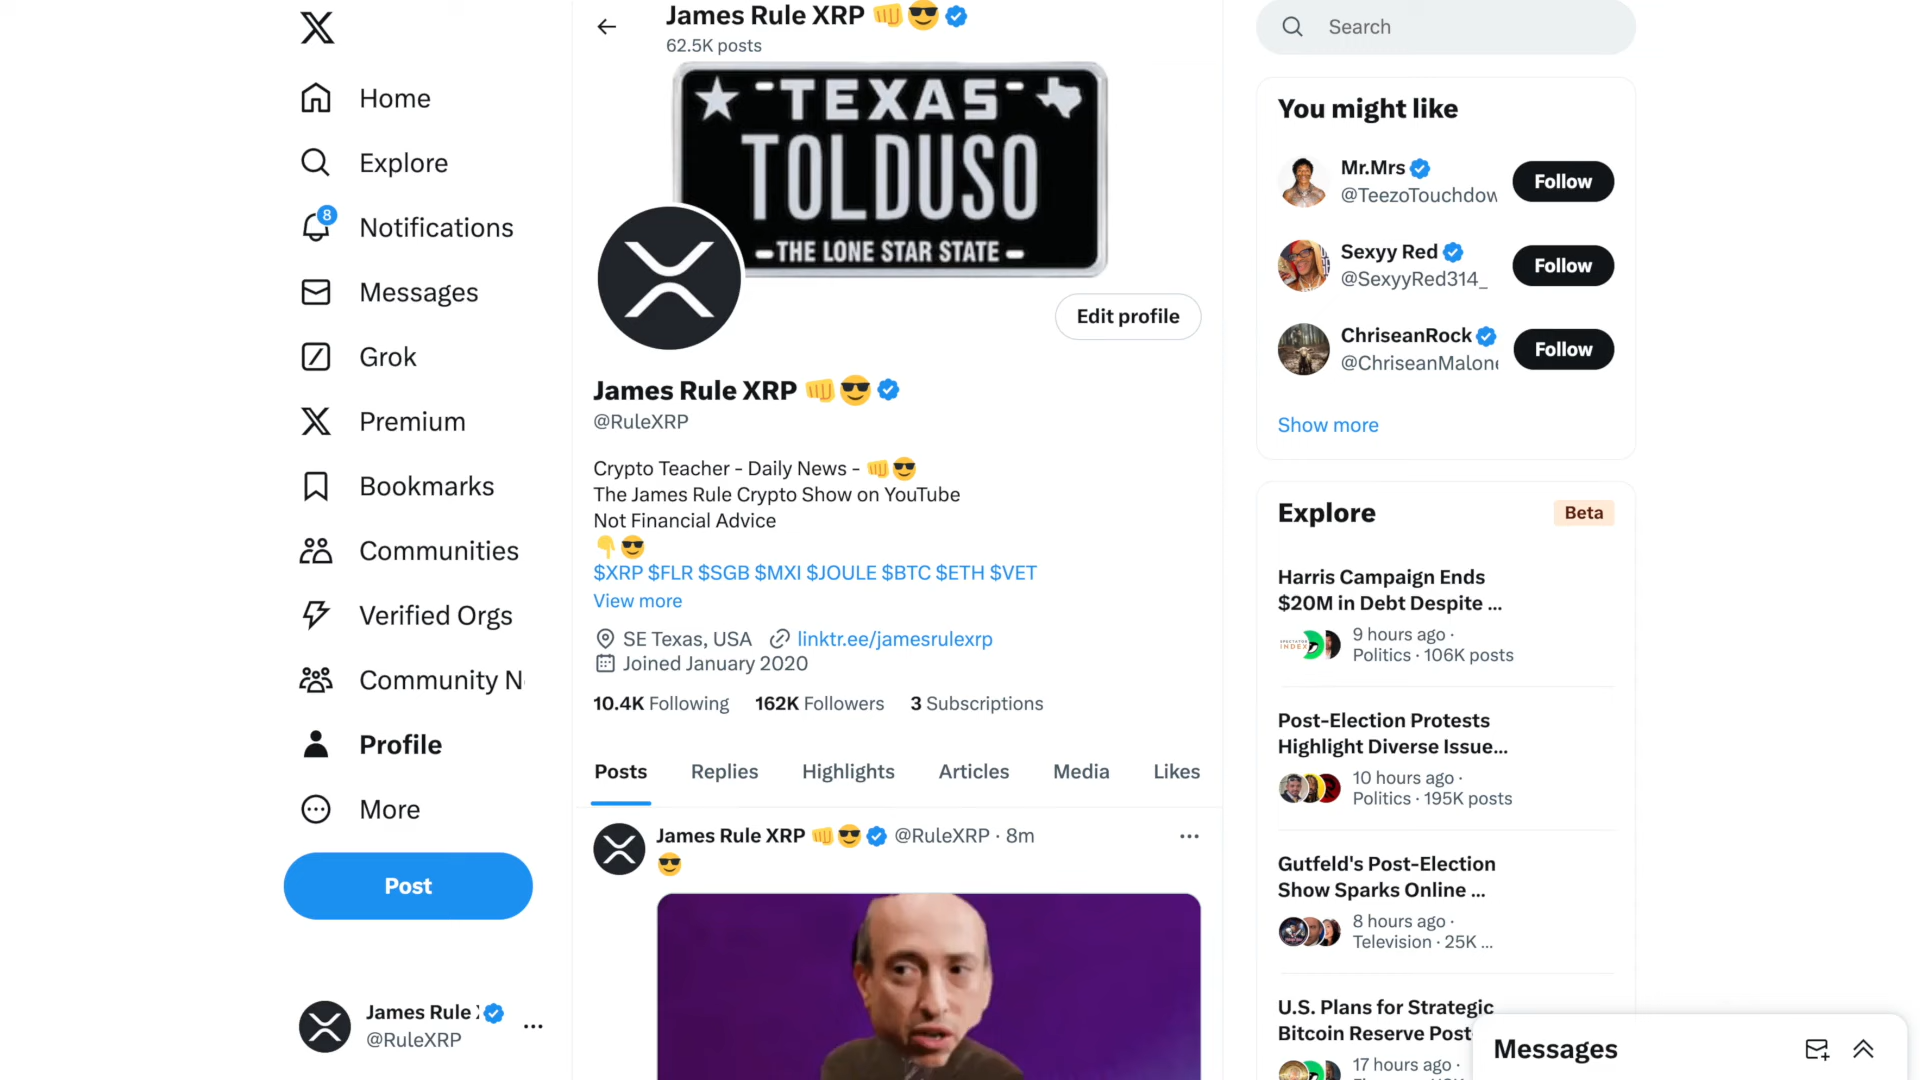 Home
Explore
8
Notifications
Messages
Grok
Premium
Bookmarks
Communities
Verified Orgs
Community N
Profile
More
Post
James Rule
@RuleXRP
James Rule XRP 👊😎
62.5K posts
TEXAS
TOLDUSO
THE LONE STAR STATE
Edit profile
James Rule XRP 👊😎
@RuleXRP
Crypto Teacher - Daily News - 👊😎
The James Rule Crypto Show on YouTube
Not Financial Advice
👇😎
$XRP $FLR $SGB $MXI $JOULE $BTC $ETH $VET
View more
SE Texas, USA linktr.ee/jamesrulexrp
Joined January 2020
10.4K Following 162K Followers 3 Subscriptions
Posts Replies Highlights Articles Media Likes
James Rule XRP 👊😎 @RuleXRP · 8m
😎
Search
You might like
Mr.Mrs
@TeezoTouchdow
Follow
Sexyy Red
@SexyyRed314_
Follow
ChriseanRock
@ChriseanMalone
Follow
Show more
Explore Beta
Harris Campaign Ends
$20M in Debt Despite ...
9 hours ago ·
Politics · 106K posts
Post-Election Protests
Highlight Diverse Issue...
10 hours ago ·
Politics · 195K posts
Gutfeld's Post-Election
Show Sparks Online ...
8 hours ago ·
Television · 25K ...
U.S. Plans for Strategic
Bitcoin Reserve Post
17 hours ago ·
Messages